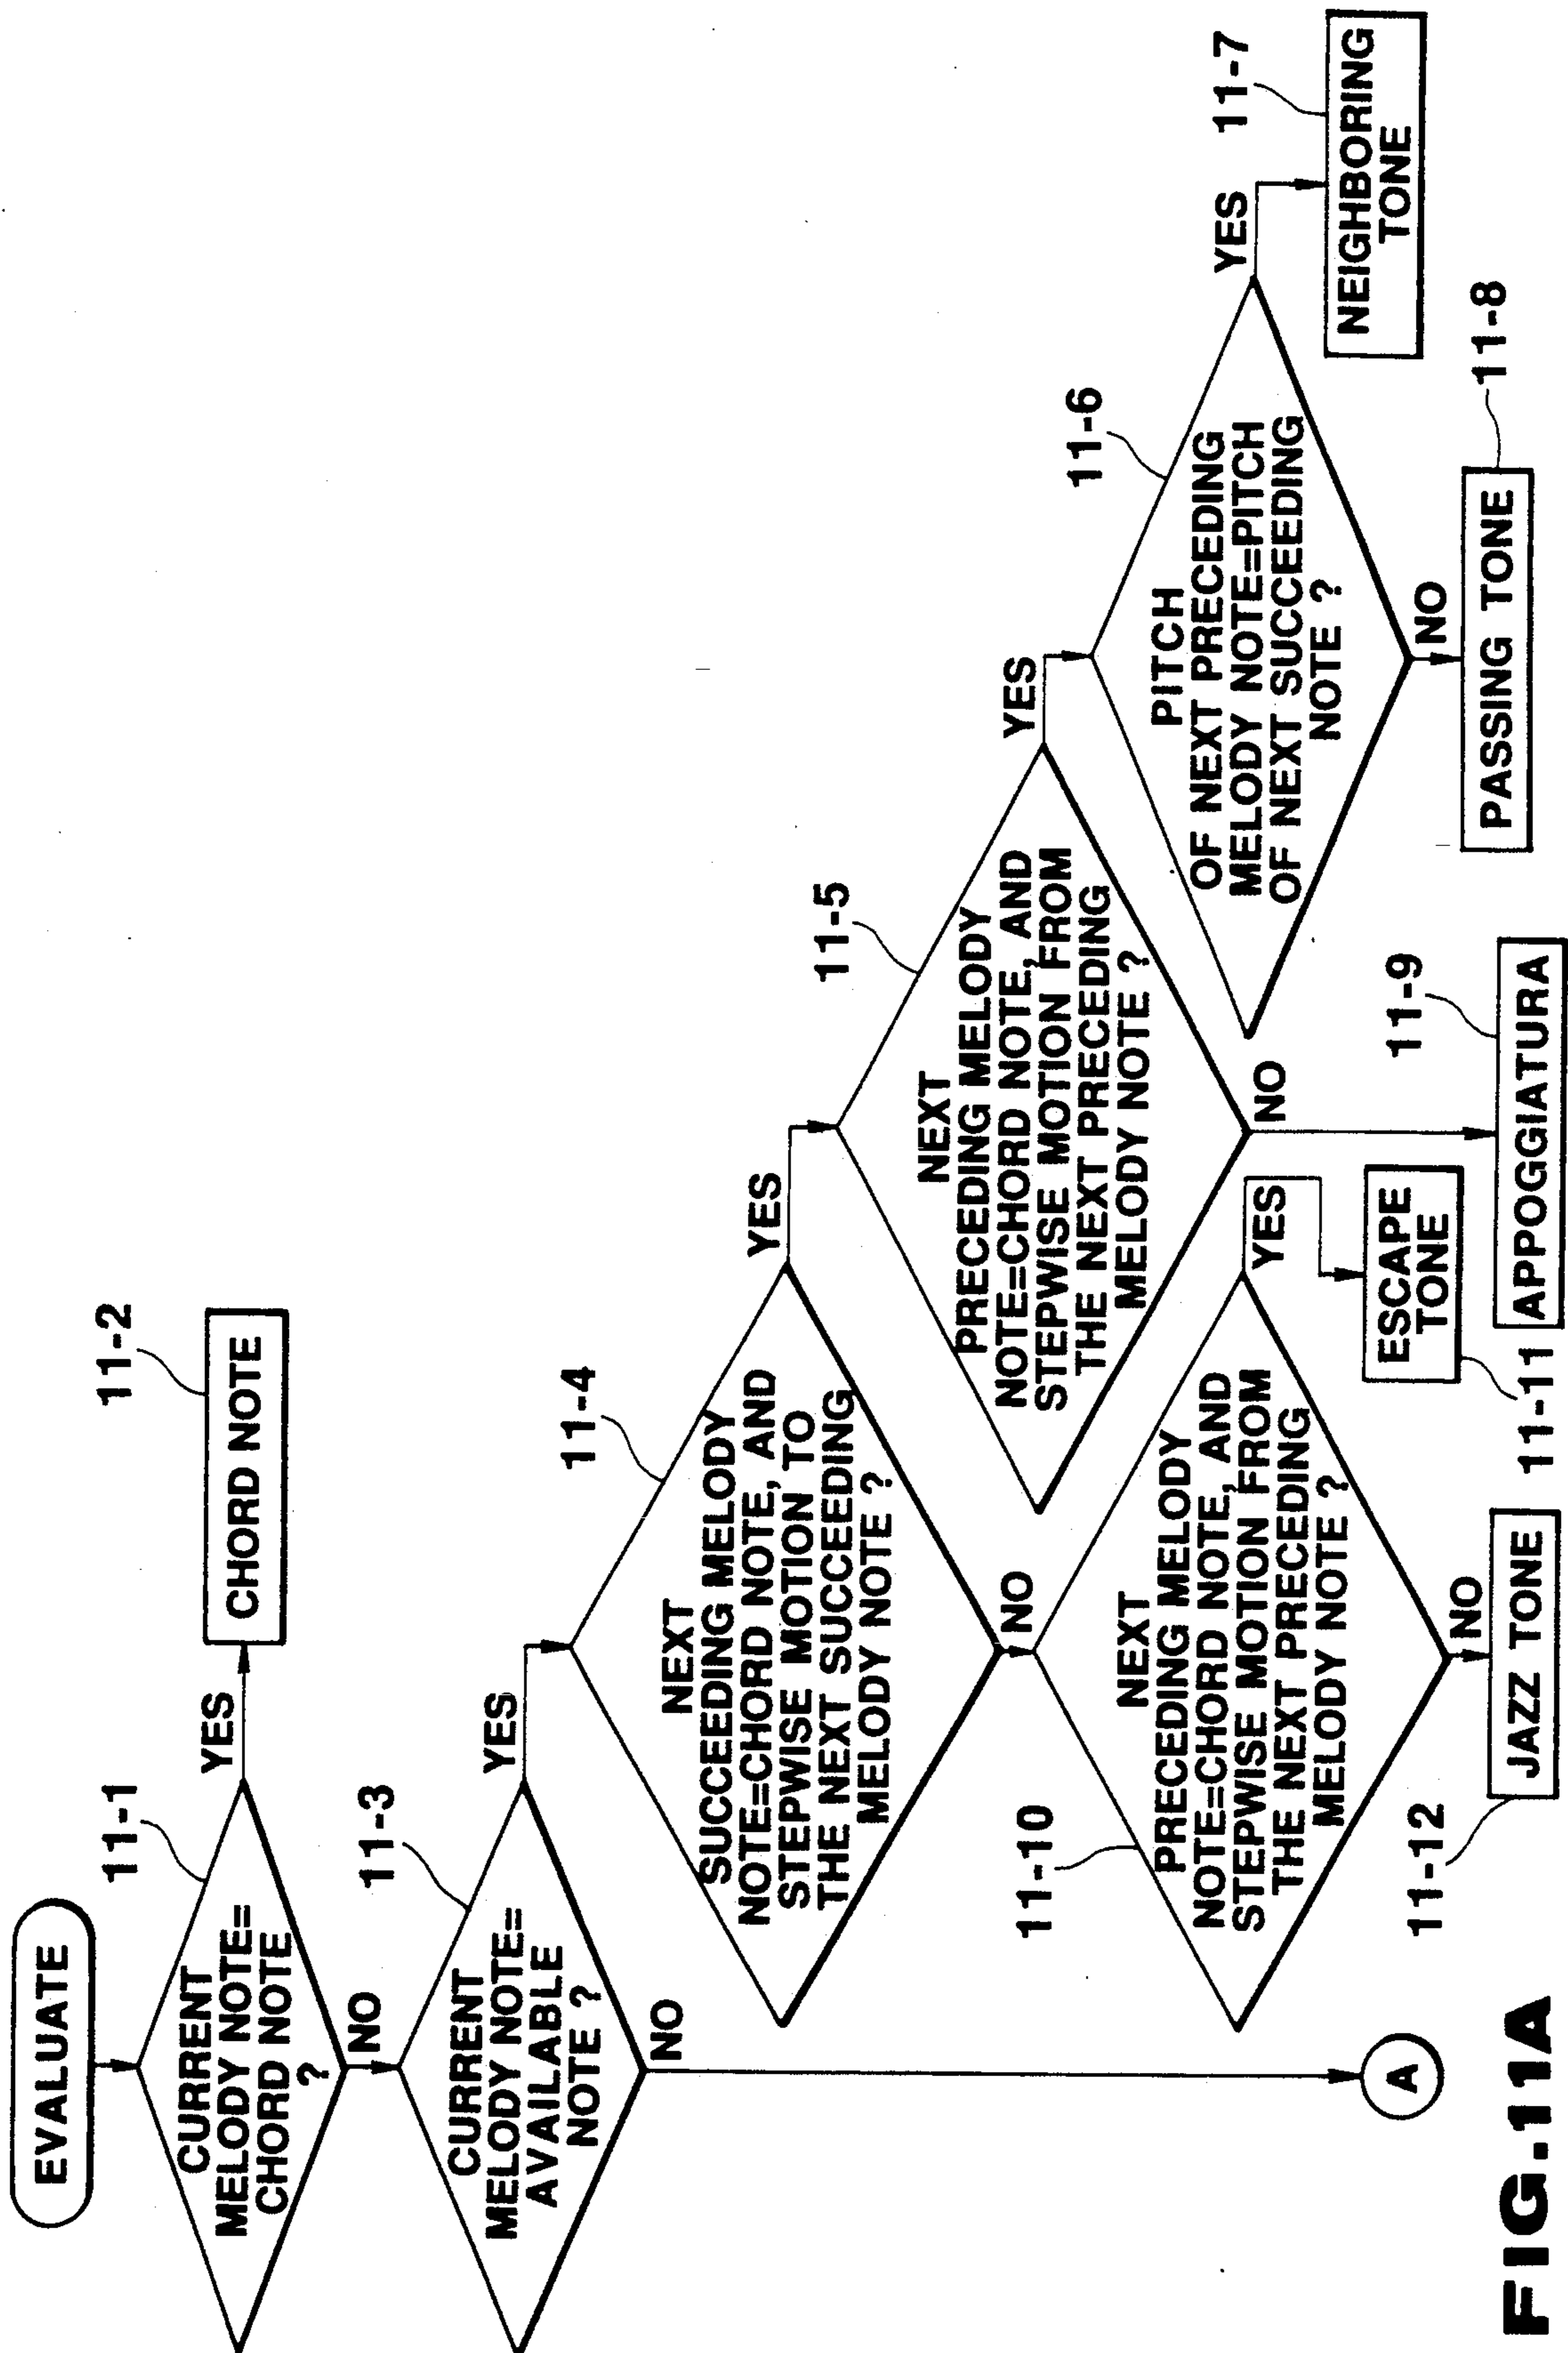 EVALUATE
11-1
CURRENT
MELODY NOTE=
CHORD NOTE
?
YES
11-2
CHORD NOTE
NO
11-3
CURRENT
MELODY NOTE=
AVAILABLE
NOTE ?
YES
NO
11-4
NEXT
SUCCEEDING MELODY
NOTE=CHORD NOTE, AND
STEPWISE MOTION TO
THE NEXT SUCCEEDING
MELODY NOTE ?
YES
NO
11-5
NEXT
PRECEDING MELODY
NOTE=CHORD NOTE, AND
STEPWISE MOTION FROM
THE NEXT PRECEDING
MELODY NOTE ?
YES
NO
11-6
PITCH
OF NEXT PRECEDING
MELODY NOTE=PITCH
OF NEXT SUCCEEDING
NOTE ?
YES
11-7
NEIGHBORING
TONE
NO
11-8
PASSING TONE
11-9
APPOGGIATURA
11-10
NEXT
PRECEDING MELODY
NOTE=CHORD NOTE, AND
STEPWISE MOTION FROM
THE NEXT PRECEDING
MELODY NOTE ?
YES
ESCAPE
TONE
11-11
NO
11-12
JAZZ TONE
A
FIG.11A